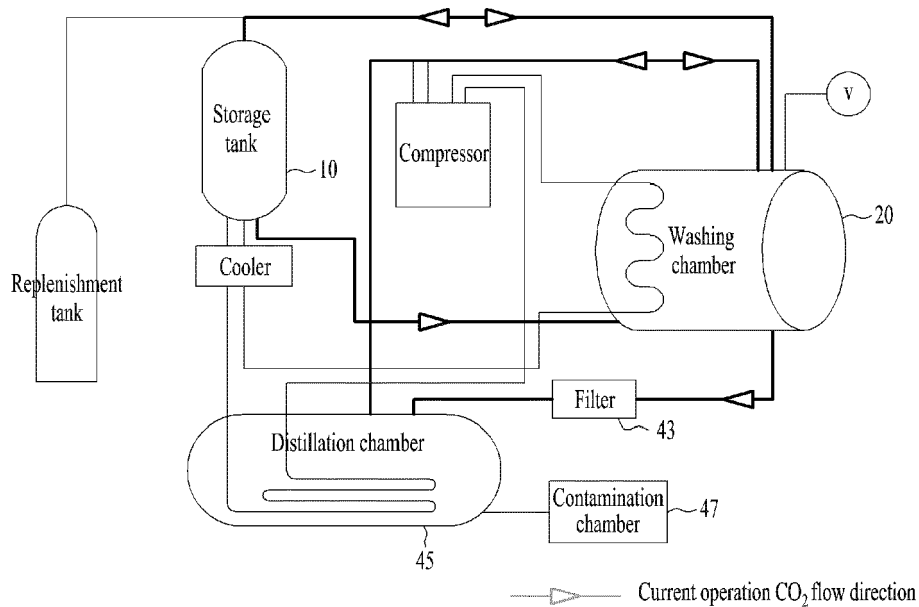 Storage
tank
10
Compressor
V
20
Washing
chamber
Cooler
Replenishment
tank
Filter
43
Distillation chamber
Contamination
chamber
47
45
Current operation CO₂ flow direction